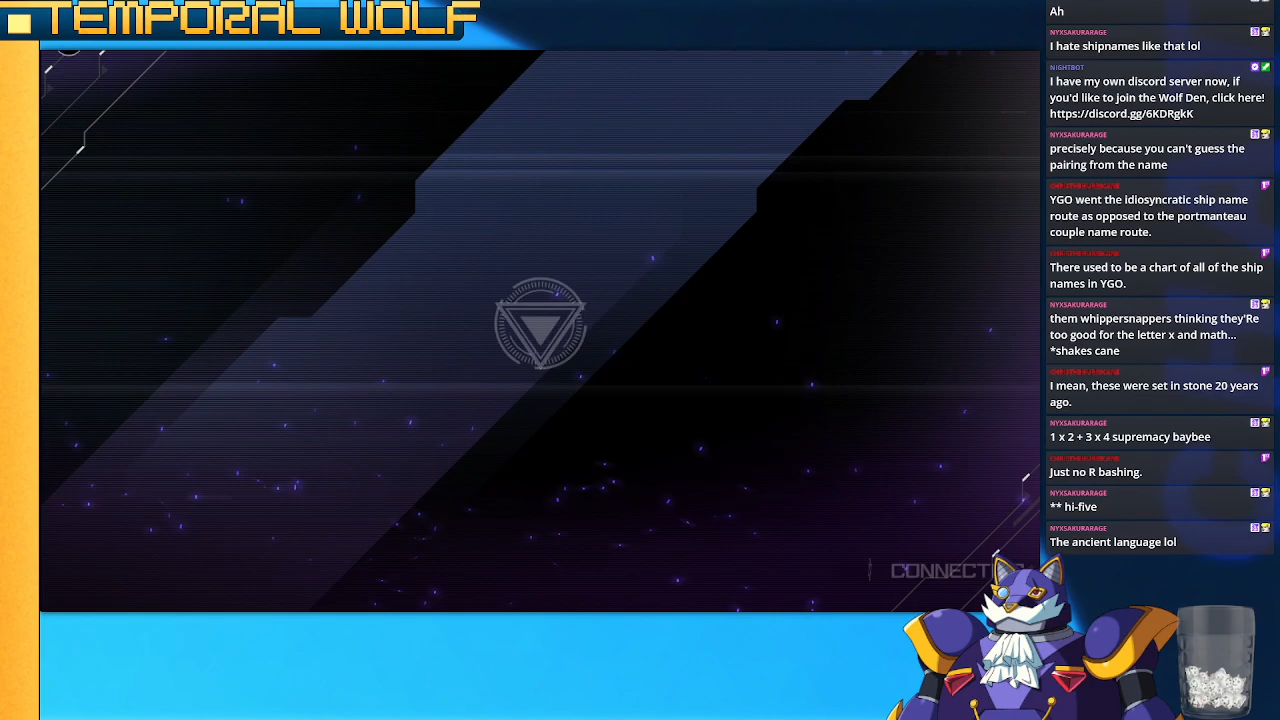 TEMPORAL WOLF
Ah
NYXSAKURARAGE
I hate shipnames like that lol
NIGHTBOT
I have my own discord server now, if
you'd like to join the Wolf Den, click here!
https://discord.gg/6KDRgkK
NYXSAKURARAGE
precisely because you can't guess the
pairing from the name
YGO went the idiosyncratic ship name
route as opposed to the portmanteau
couple name route.
There used to be a chart of all of the ship
names in YGO.
NYXSAKURARAGE
them whippersnappers thinking they'Re
too good for the letter x and math...
*shakes cane
I mean, these were set in stone 20 years
ago.
NYXSAKURARAGE
1 x 2 + 3 x 4 supremacy baybee
Just no R bashing.
NYXSAKURARAGE
** hi-five
NYXSAKURARAGE
The ancient language lol
CONNECT